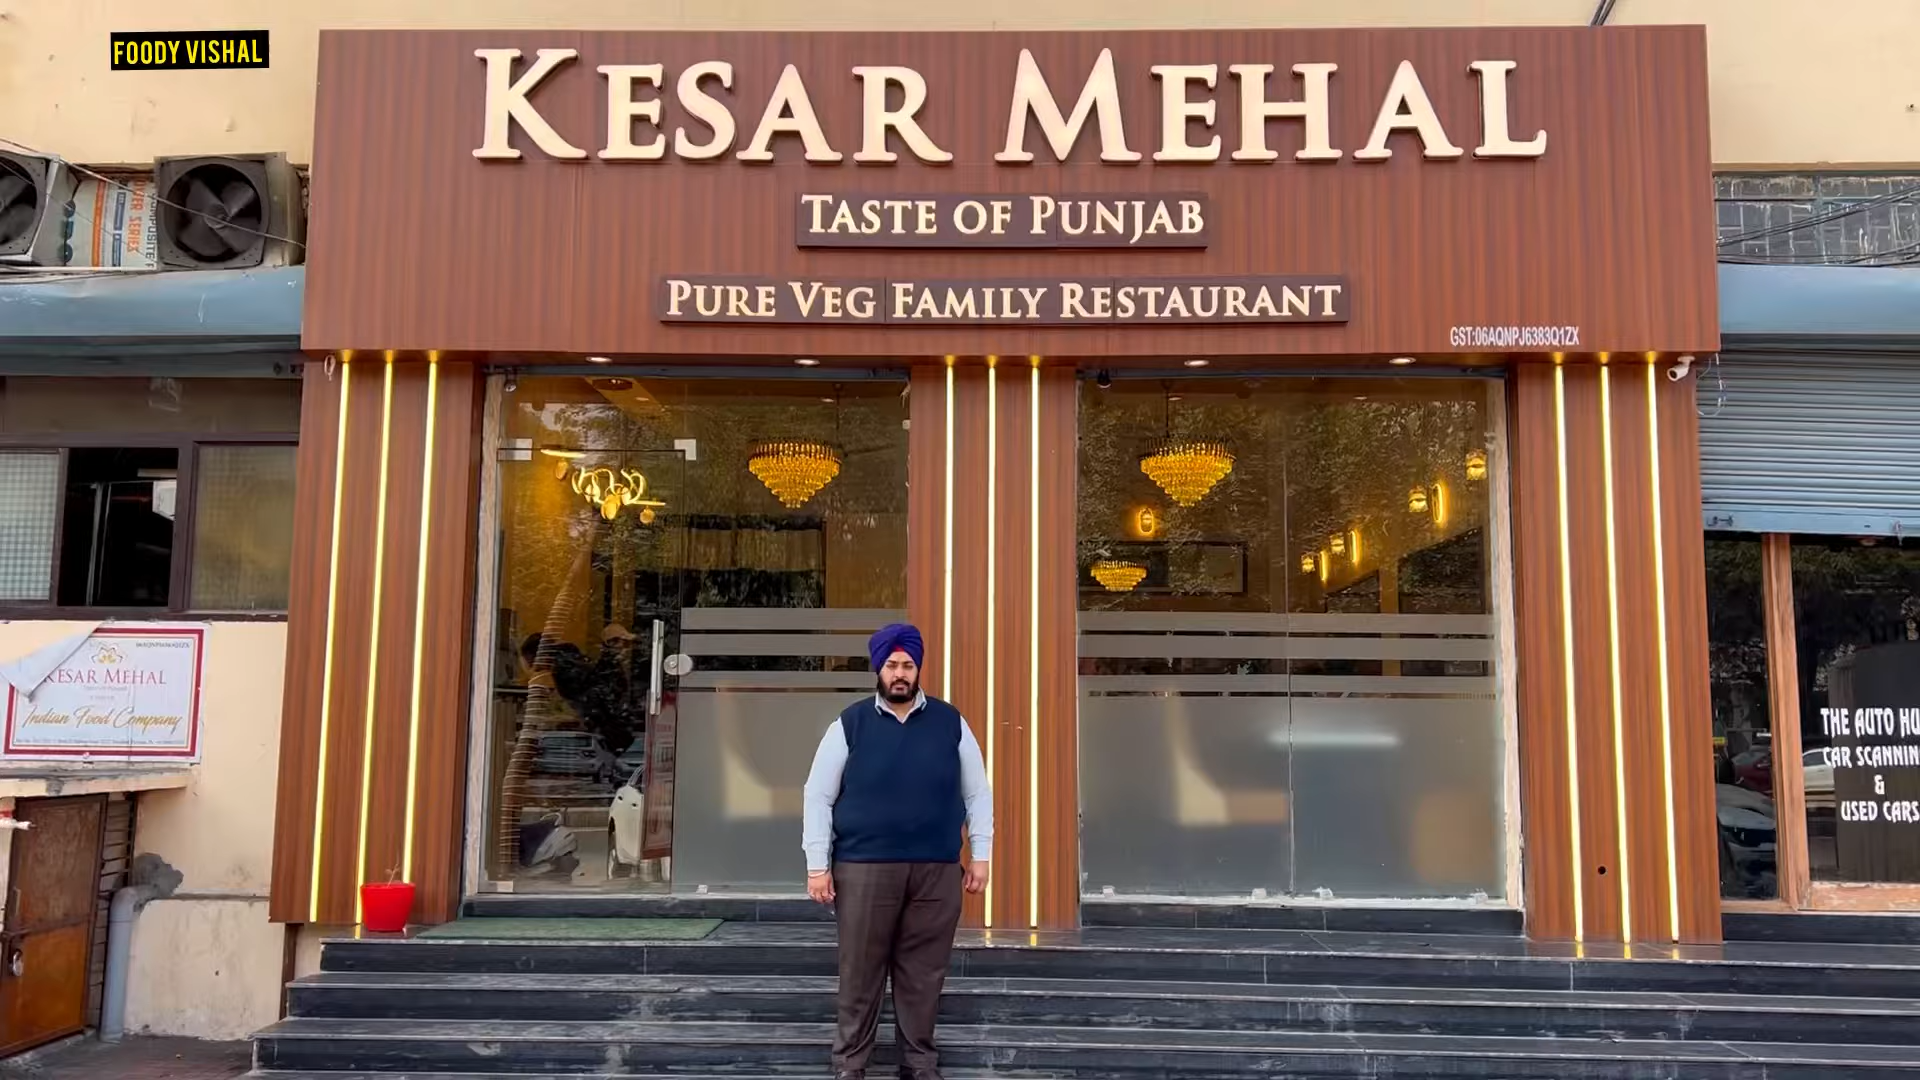 FOODY VISHAL
KESAR MEHAL
TASTE OF PUNJAB
PURE VEG FAMILY RESTAURANT
GST:06AQNPJ6383Q1ZX
KESAR MEHAL
Indian Food Company
THE AUTO HU
CAR SCANNIN
&
USED CARS